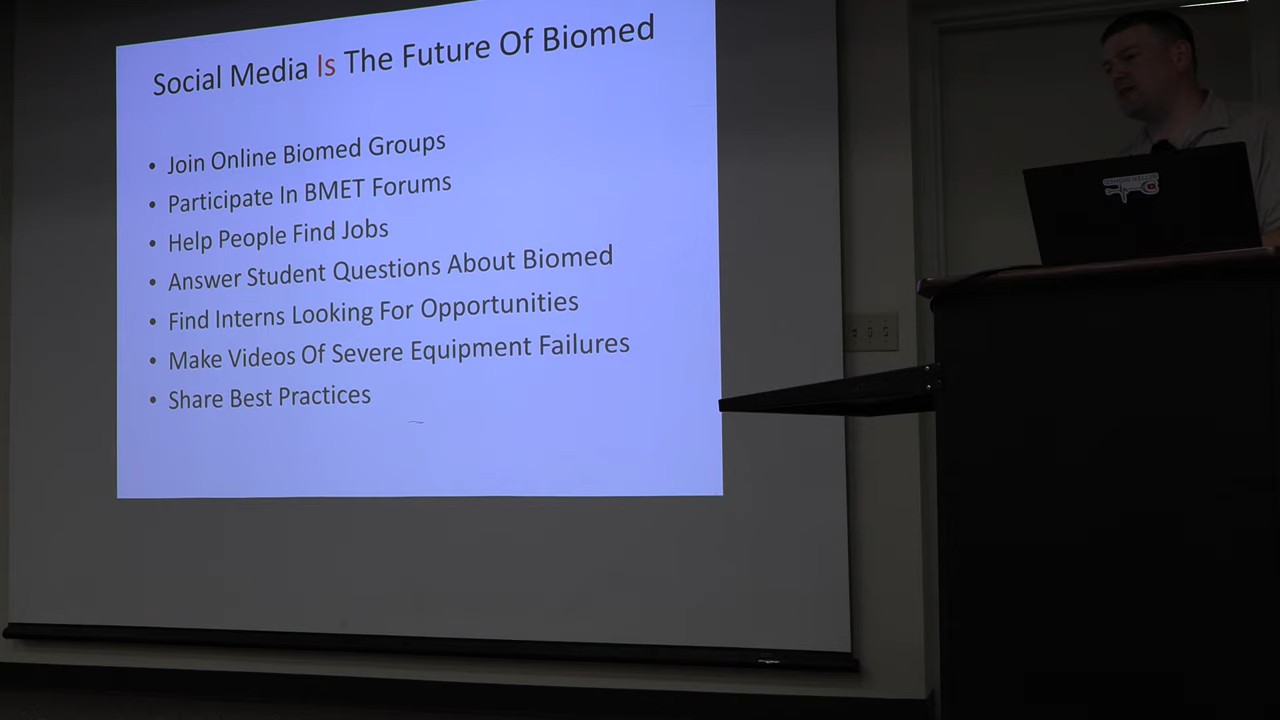 Social Media Is The Future Of Biomed
• Join Online Biomed Groups
• Participate In BMET Forums
• Help People Find Jobs
• Answer Student Questions About Biomed
• Find Interns Looking For Opportunities
• Make Videos Of Severe Equipment Failures
• Share Best Practices